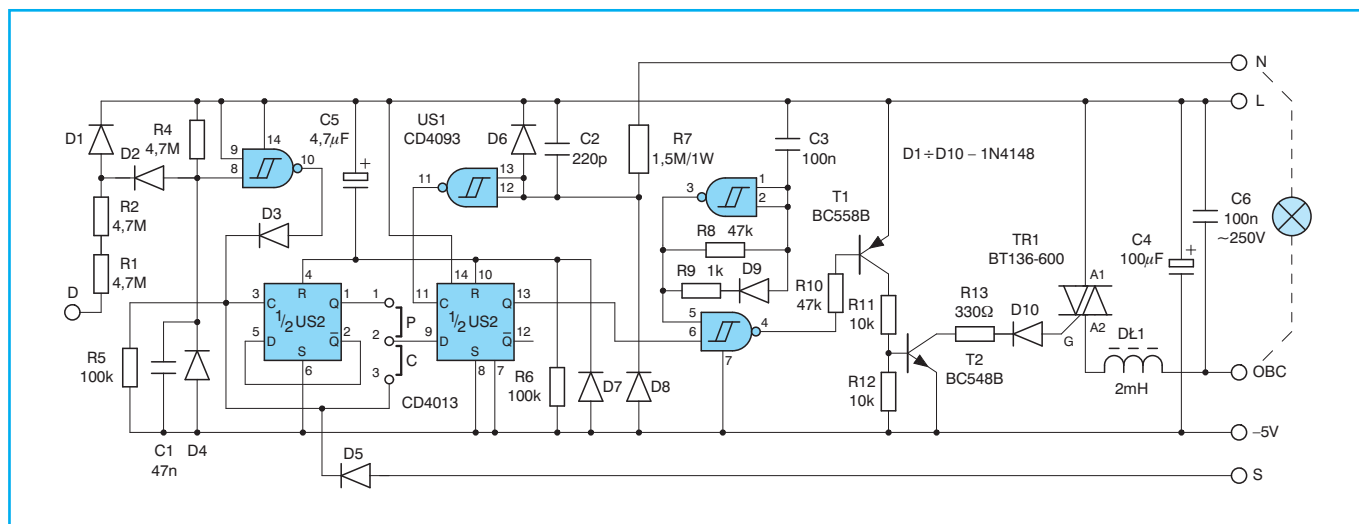 N
L
D1
R4
4,7M
D2
9
8
14
10
C5
4,7µF
+
US1
CD4093
D6
C2
220p
R7
1,5M/1W
C3
100n
D1÷D10 – 1N4148
11
13
12
3
1
2
T1
BC558B
C6
100n
~250V
R2
4,7M
D3
R8 47k
TR1
BT136-600
C4
100µF
+
R1
4,7M
D
4
R
3
C
Q
1
½ US2
5
D
Q
2
S
6
1
P
2
C
3
14
10
R
11
C
Q
13
½ US2
9
D
Q
12
S
8
7
R9 1k
D9
R10
47k
5
6
4
7
R11
10k
R13
330Ω
D10
A1
A2
G
DŁ1
2mH
T2
BC548B
OBC
R5
100k
CD4013
R6
100k
D7
D8
R12
10k
C1
47n
D4
–5V
D5
S